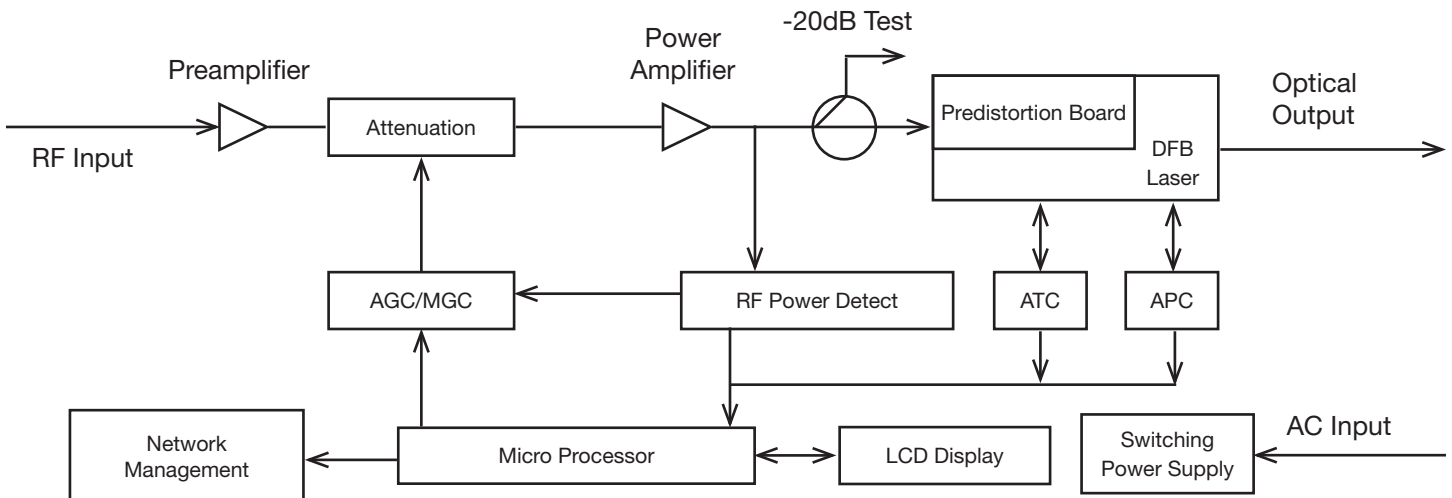 -20dB Test
Power
Amplifier
Preamplifier
Optical
Output
Attenuation
Predistortion Board
RF Input
DFB
Laser
AGC/MGC
RF Power Detect
ATC
APC
Network
Management
Micro Processor
LCD Display
Switching
Power Supply
AC Input